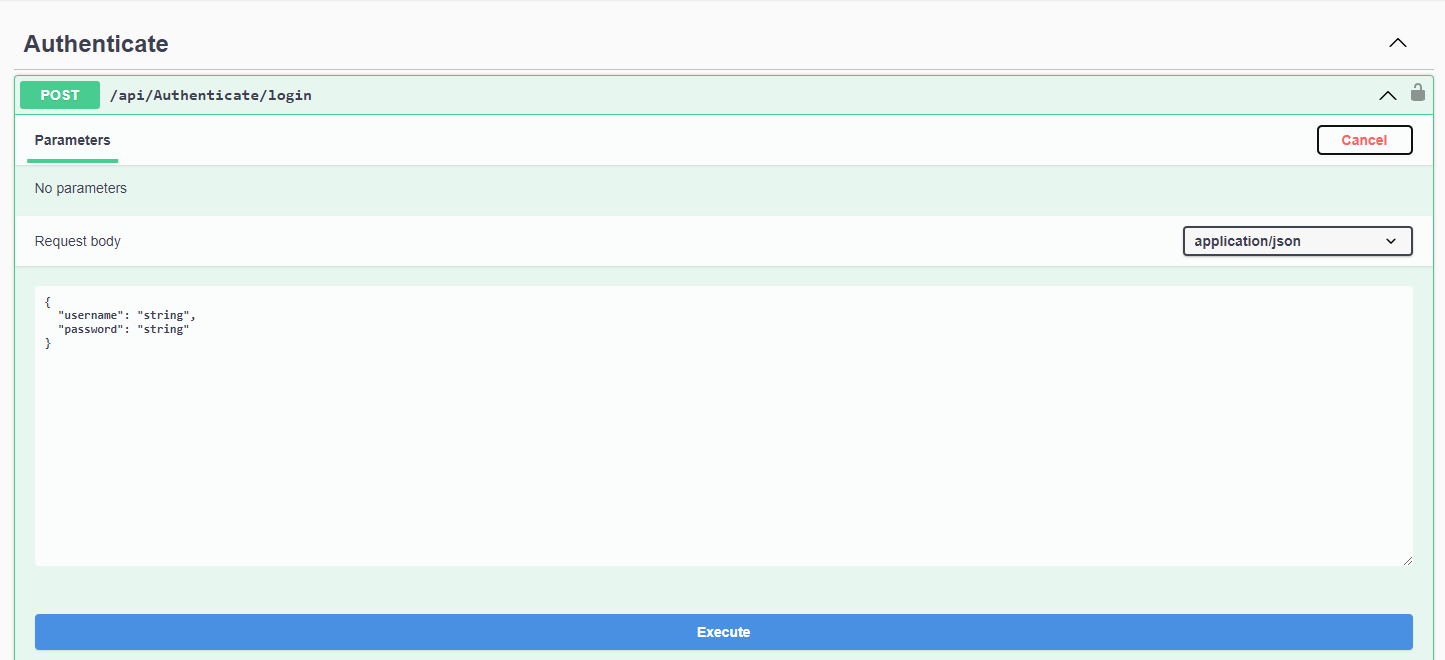 Authenticate
POST /api/Authenticate/login
Parameters Cancel
No parameters
Request body application/json
{
  "username": "string",
  "password": "string"
}
Execute